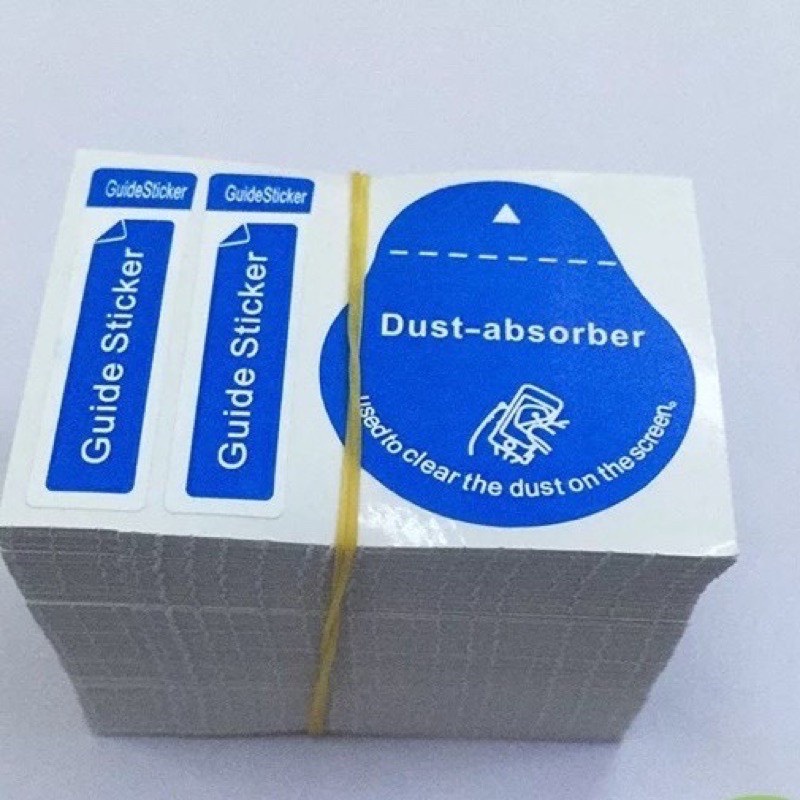 GuideSticker
GuideSticker
Guide Sticker
Guide Sticker
Dust-absorber
used to clear the dust on the screen.